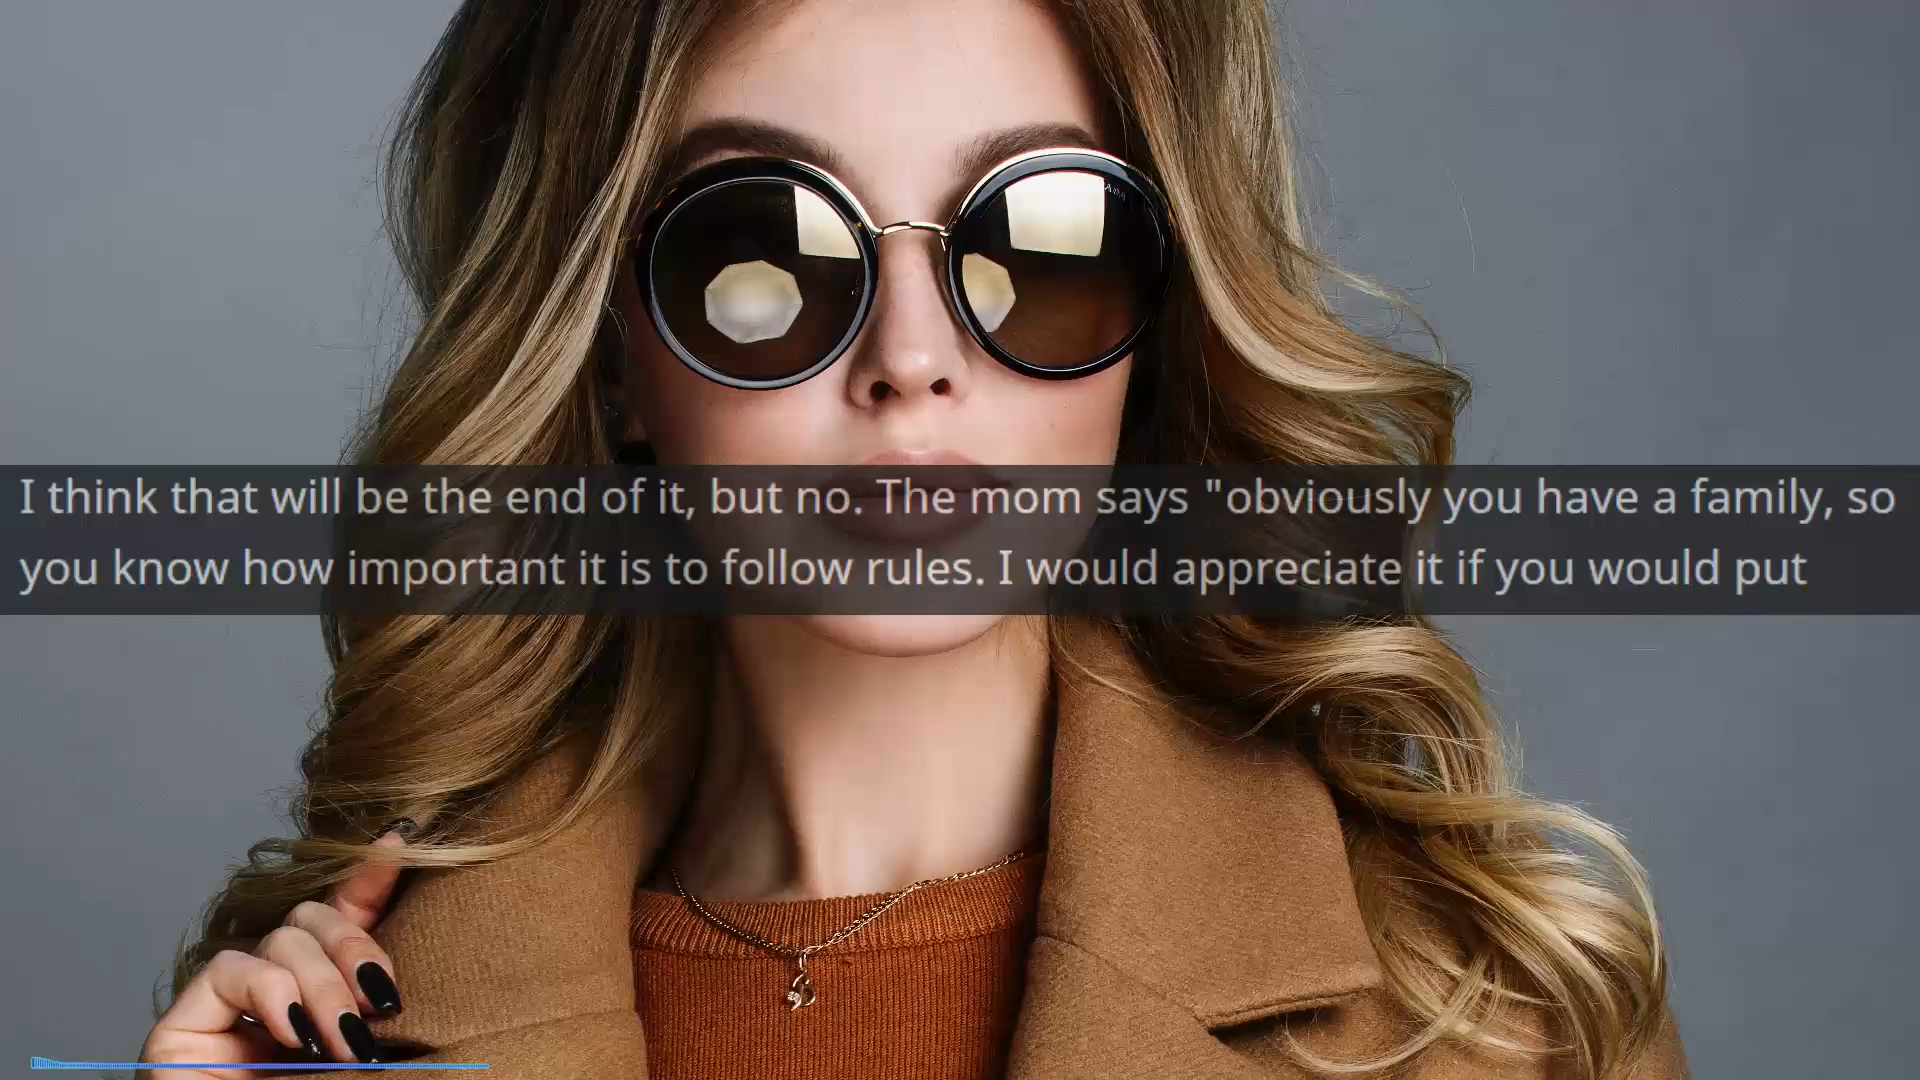 I think that will be the end of it, but no. The mom says "obviously you have a family, so
you know how important it is to follow rules. I would appreciate it if you would put